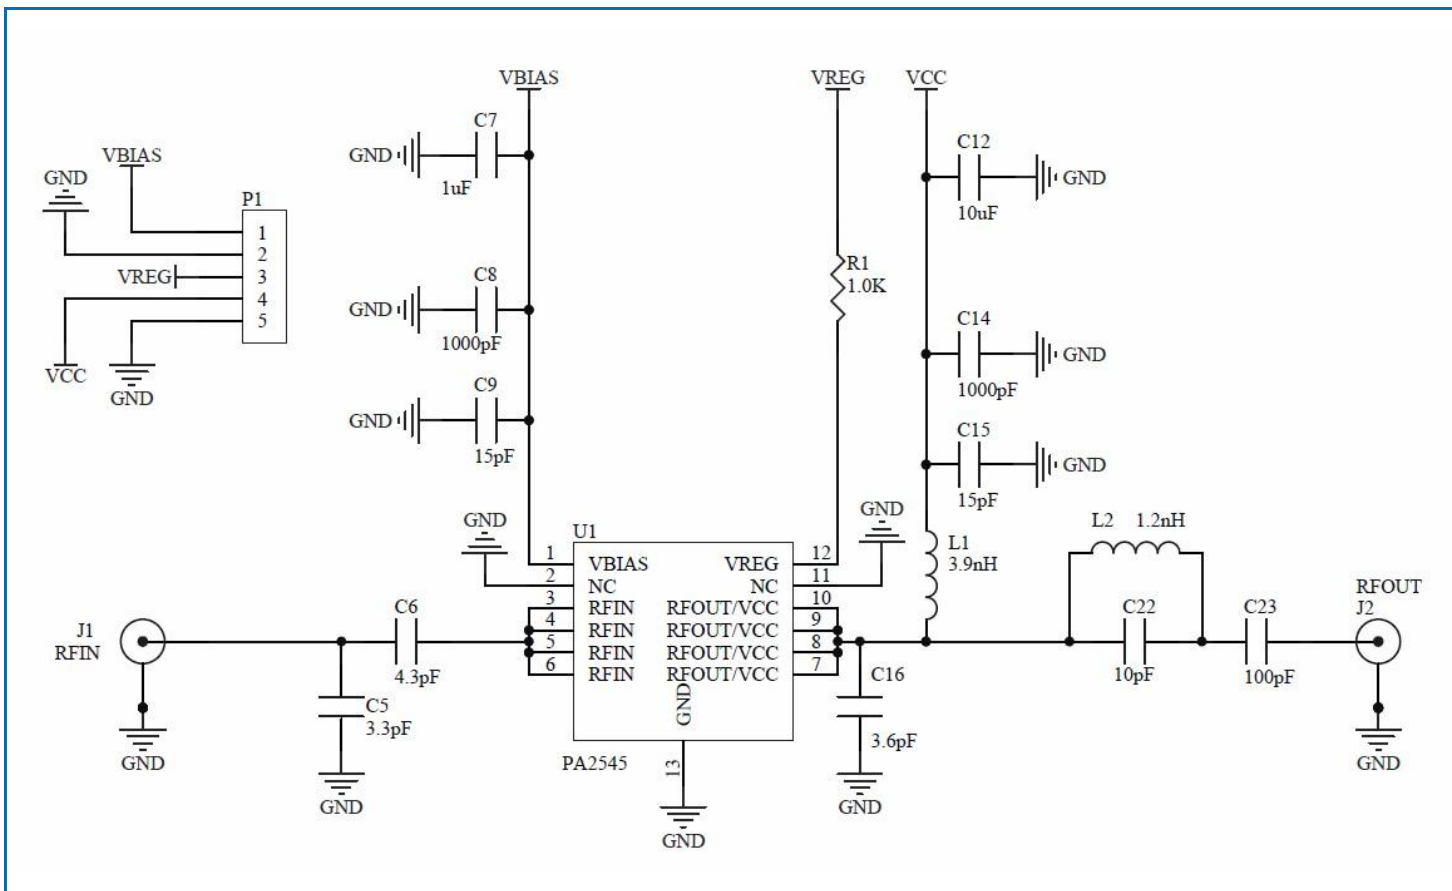 VBIAS
VREG
VCC
C7
GND
1uF
C12
GND
10uF
VBIAS
GND
P1
1
2
VREG
3
4
5
VCC
GND
C8
GND
1000pF
R1
1.0K
C14
GND
1000pF
C9
GND
15pF
C15
GND
15pF
GND
U1
GND
L1
3.9nH
L2 1.2nH
1
VBIAS
VREG
12
2
NC
NC
11
3
RFIN
RFOUT/VCC
10
4
RFIN
RFOUT/VCC
9
5
RFIN
RFOUT/VCC
8
6
RFIN
RFOUT/VCC
7
GND
J1
RFIN
C6
4.3pF
C5
3.3pF
GND
GND
PA2545
13
GND
C16
3.6pF
GND
C22
10pF
C23
100pF
RFOUT
J2
GND